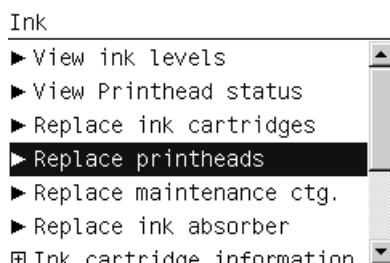 Ink
View ink levels
View Printhead status
Replace ink cartridges
Replace printheads
Replace maintenance ctg.
Replace ink absorber
Ink cartridge information